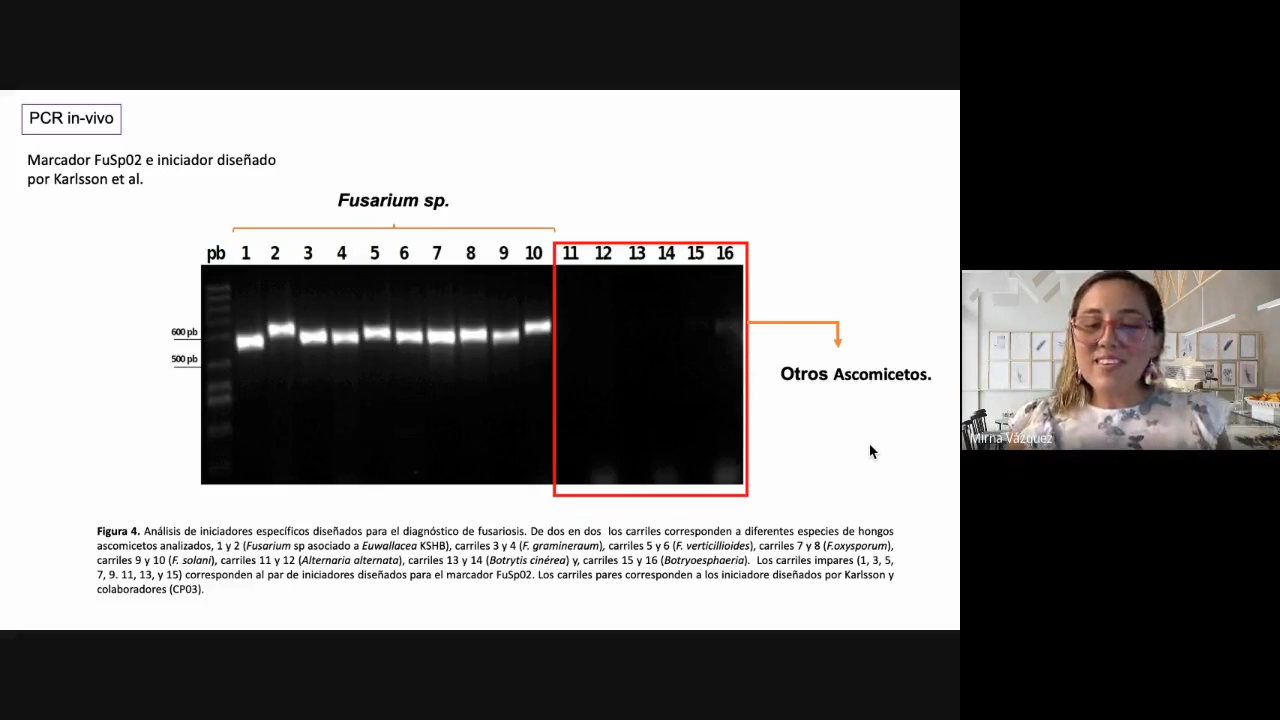 PCR in-vivo
Marcador FuSp02 e iniciador diseñado
por Karlsson et al.
Fusarium sp.
pb 1 2 3 4 5 6 7 8 9 10 11 12 13 14 15 16
600 pb
500 pb
Otros Ascomicetos.
Mirna Vázquez
Figura 4. Análisis de iniciadores específicos diseñados para el diagnóstico de fusariosis. De dos en dos los carriles corresponden a diferentes especies de hongos
ascomicetos analizados, 1 y 2 (Fusarium sp asociado a Euwallacea KSHB), carriles 3 y 4 (F. gramineraum), carriles 5 y 6 (F. verticillioides), carriles 7 y 8 (F.oxysporum),
carriles 9 y 10 (F. solani), carriles 11 y 12 (Alternaria alternata), carriles 13 y 14 (Botrytis cinérea) y, carriles 15 y 16 (Botryoesphaeria). Los carriles impares (1, 3, 5,
7, 9. 11, 13, y 15) corresponden al par de iniciadores diseñados para el marcador FuSp02. Los carriles pares corresponden a los iniciadore diseñados por Karlsson y
colaboradores (CP03).